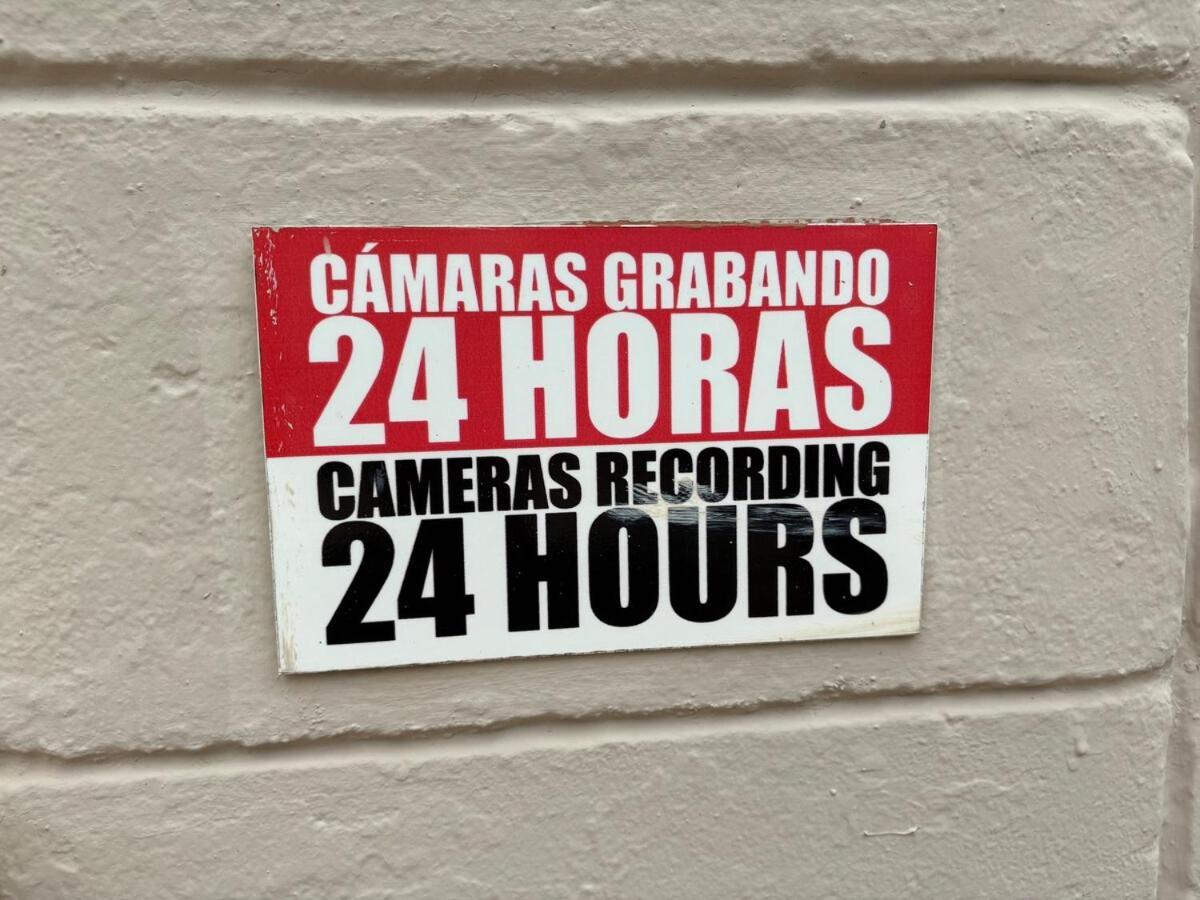 CÁMARAS GRABANDO
24 HORAS
CAMERAS RECORDING
24 HOURS